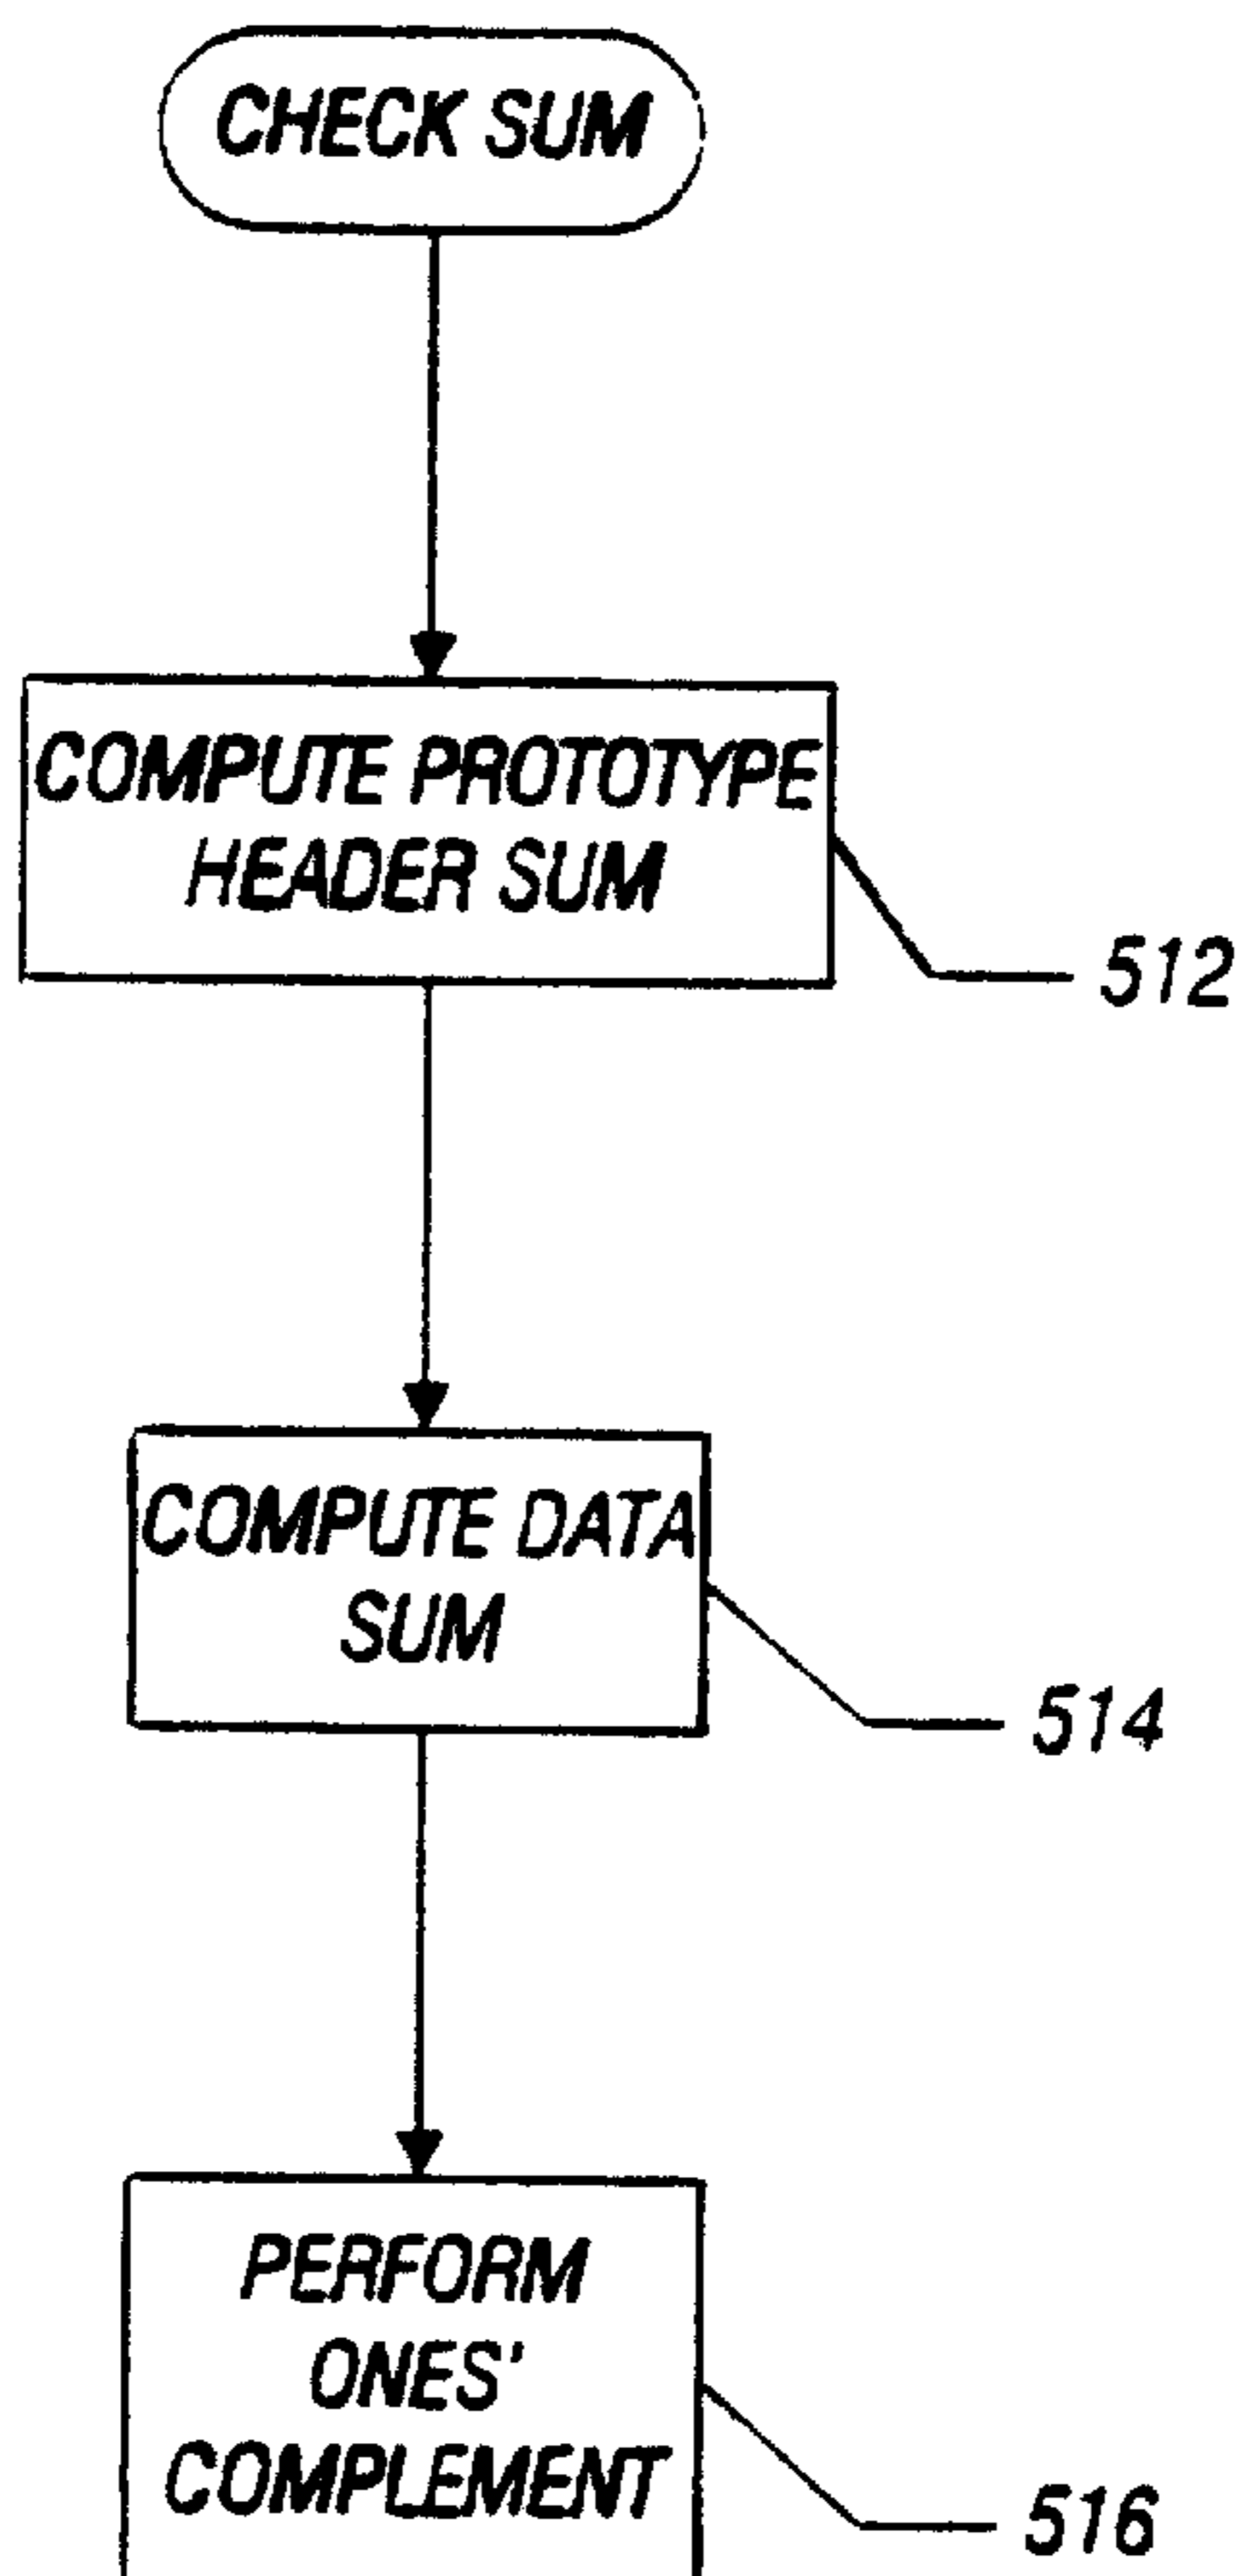 CHECK SUM
COMPUTE PROTOTYPE
HEADER SUM
512
COMPUTE DATA
SUM
514
PERFORM
ONES'
COMPLEMENT
516